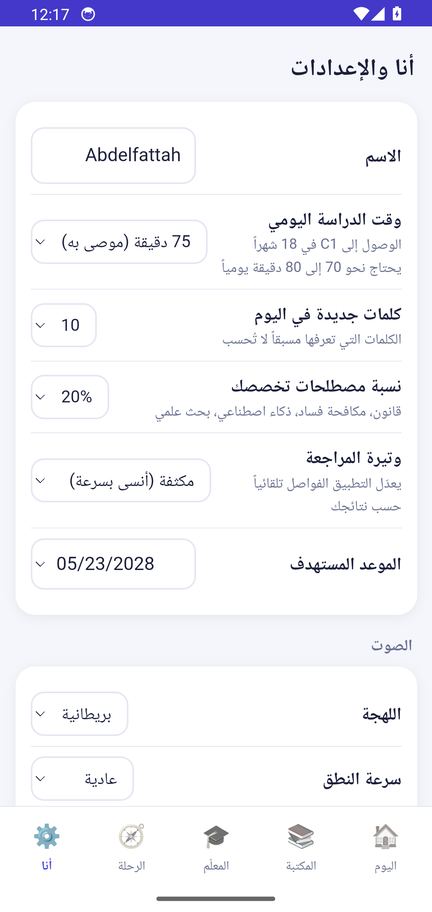 12:17
أنا والإعدادات
الاسم
Abdelfattah
وقت الدراسة اليومي
الوصول إلى C1 في 18 شهراً
يحتاج نحو 70 إلى 80 دقيقة يومياً
75 دقيقة (موصى به)
كلمات جديدة في اليوم
الكلمات التي تعرفها مسبقاً لا تُحسب
10
نسبة مصطلحات تخصصك
قانون، مكافحة فساد، ذكاء اصطناعي، بحث علمي
20%
وتيرة المراجعة
يعدّل التطبيق الفواصل تلقائياً
حسب نتائجك
مكثفة (أنسى بسرعة)
الموعد المستهدف
05/23/2028
الصوت
اللهجة
بريطانية
سرعة النطق
عادية
اليوم
المكتبة
المعلّم
الرحلة
أنا